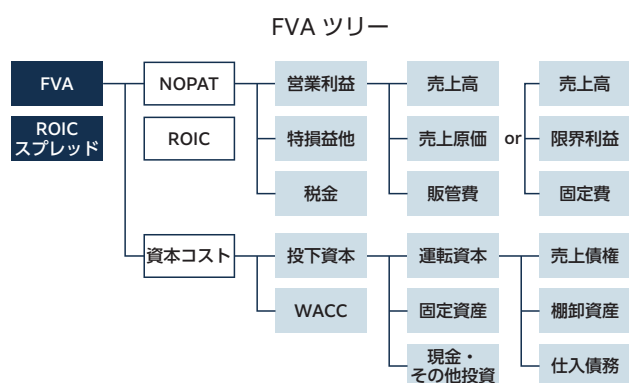 FVA ツリー
FVA
NOPAT
営業利益
売上高
売上高
ROIC
スプレッド
ROIC
特損益他
売上原価
or
限界利益
税金
販管費
固定費
資本コスト
投下資本
運転資本
売上債権
WACC
固定資産
棚卸資産
現金・
その他投資
仕入債務